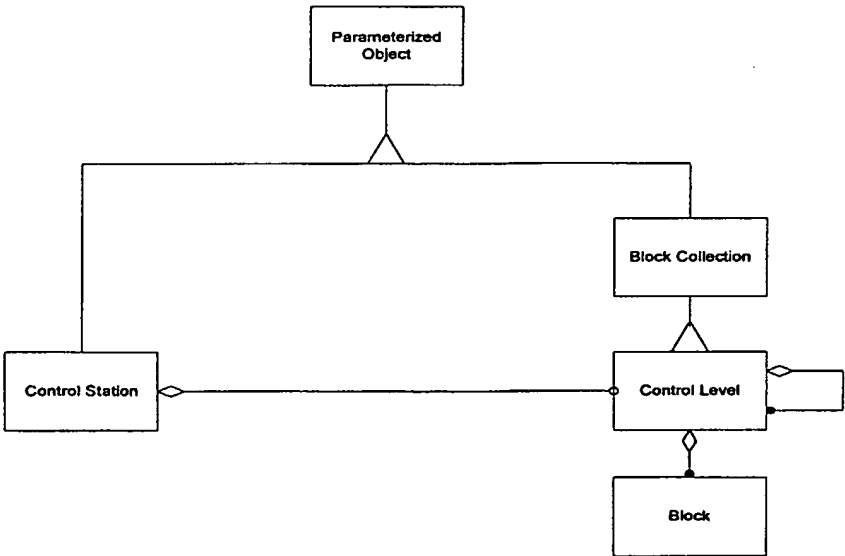 Parameterized
Object
Block Collection
Control Station
Control Level
Block